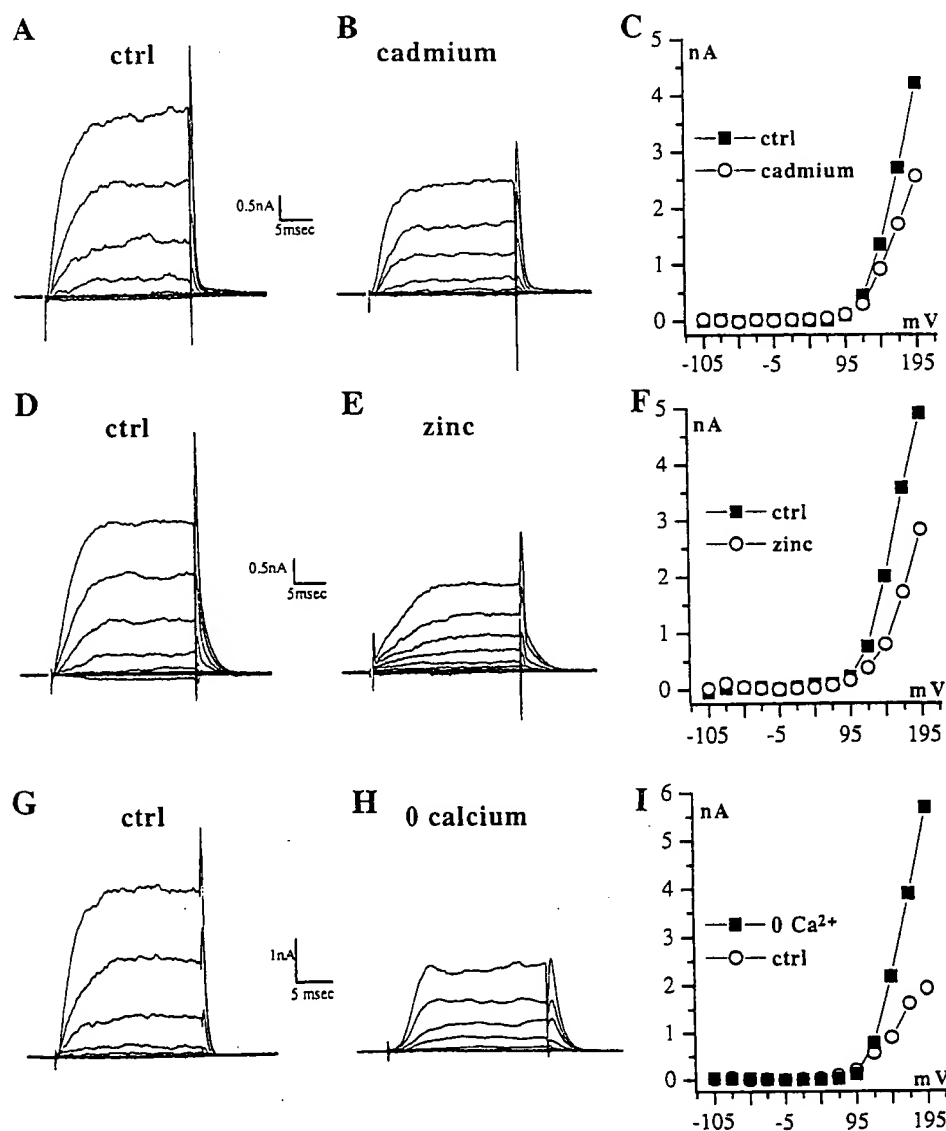 A
ctrl
B
cadmium
C
nA
5
4
3
2
1
0
ctrl
cadmium
0.5nA
5msec
mV
-105
-5
95
195
D
ctrl
E
zinc
F
nA
5
4
3
2
1
0
ctrl
zinc
0.5nA
5msec
mV
-105
-5
95
195
G
ctrl
H
0 calcium
I
nA
6
5
4
3
2
1
0
0 Ca²⁺
ctrl
1nA
5 msec
mV
-105
-5
95
195